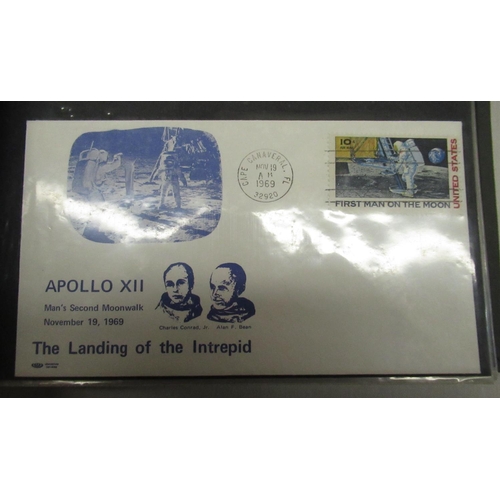 CAPE CANAVERAL, FL
NOV 19
A M
1969
32920
10¢
UNITED STATES
FIRST MAN ON THE MOON
APOLLO XII
Man's Second Moonwalk
November 19, 1969
Charles Conrad, Jr.
Alan F. Bean
The Landing of the Intrepid